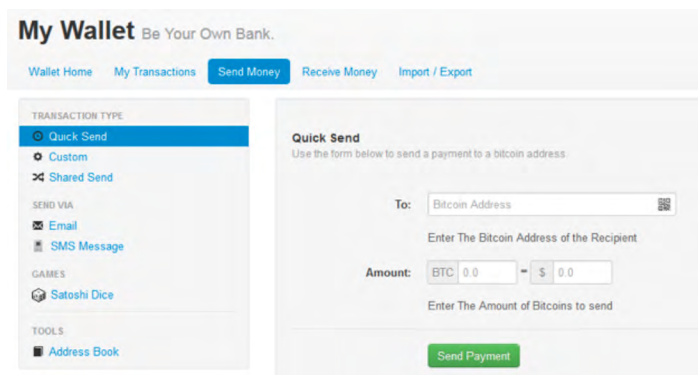 My Wallet Be Your Own Bank.
Wallet Home My Transactions Send Money Receive Money Import / Export
TRANSACTION TYPE
Quick Send
Custom
Shared Send
SEND VIA
Email
SMS Message
GAMES
Satoshi Dice
TOOLS
Address Book
Quick Send
Use the form below to send a payment to a bitcoin address.
To: Bitcoin Address
Enter The Bitcoin Address of the Recipient
Amount: BTC 0.0 = $ 0.0
Enter The Amount of Bitcoins to send
Send Payment